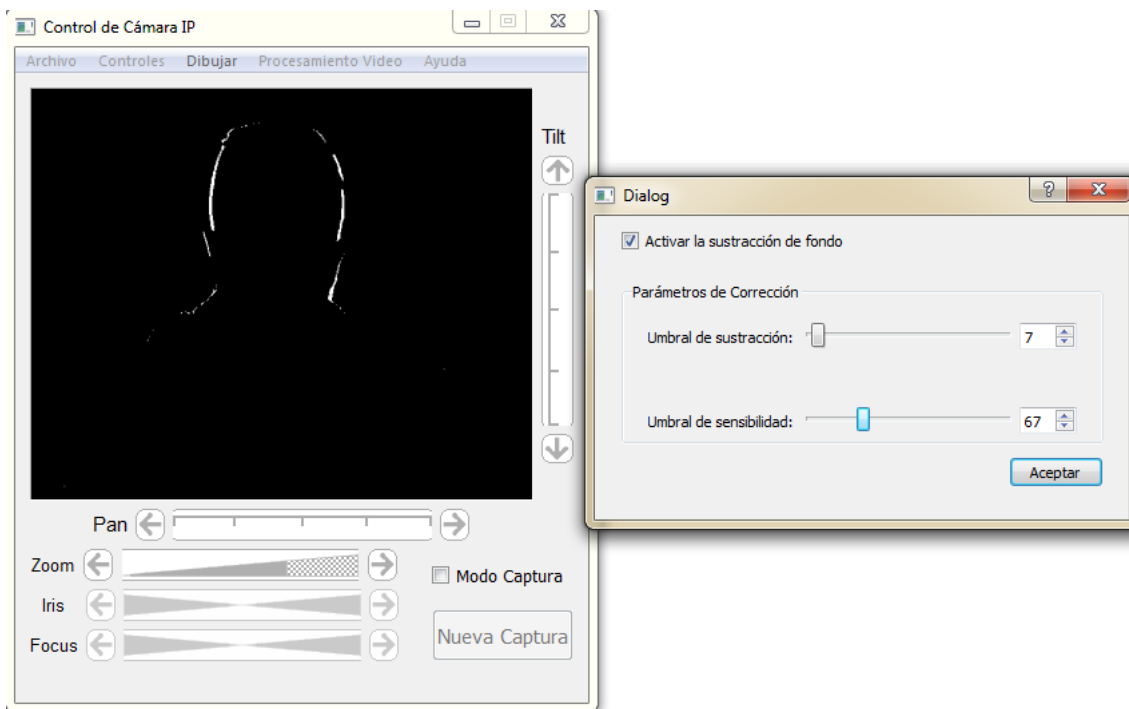 Control de Cámara IP
Archivo Controles Dibujar Procesamiento Video Ayuda
Tilt
Dialog
Activar la sustracción de fondo
Parámetros de Corrección
Umbral de sustracción: 7
Umbral de sensibilidad: 67
Aceptar
Pan
Zoom
Modo Captura
Iris
Nueva Captura
Focus